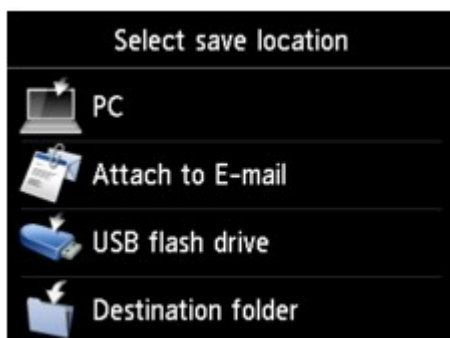 Select save location
PC
Attach to E-mail
USB flash drive
Destination folder